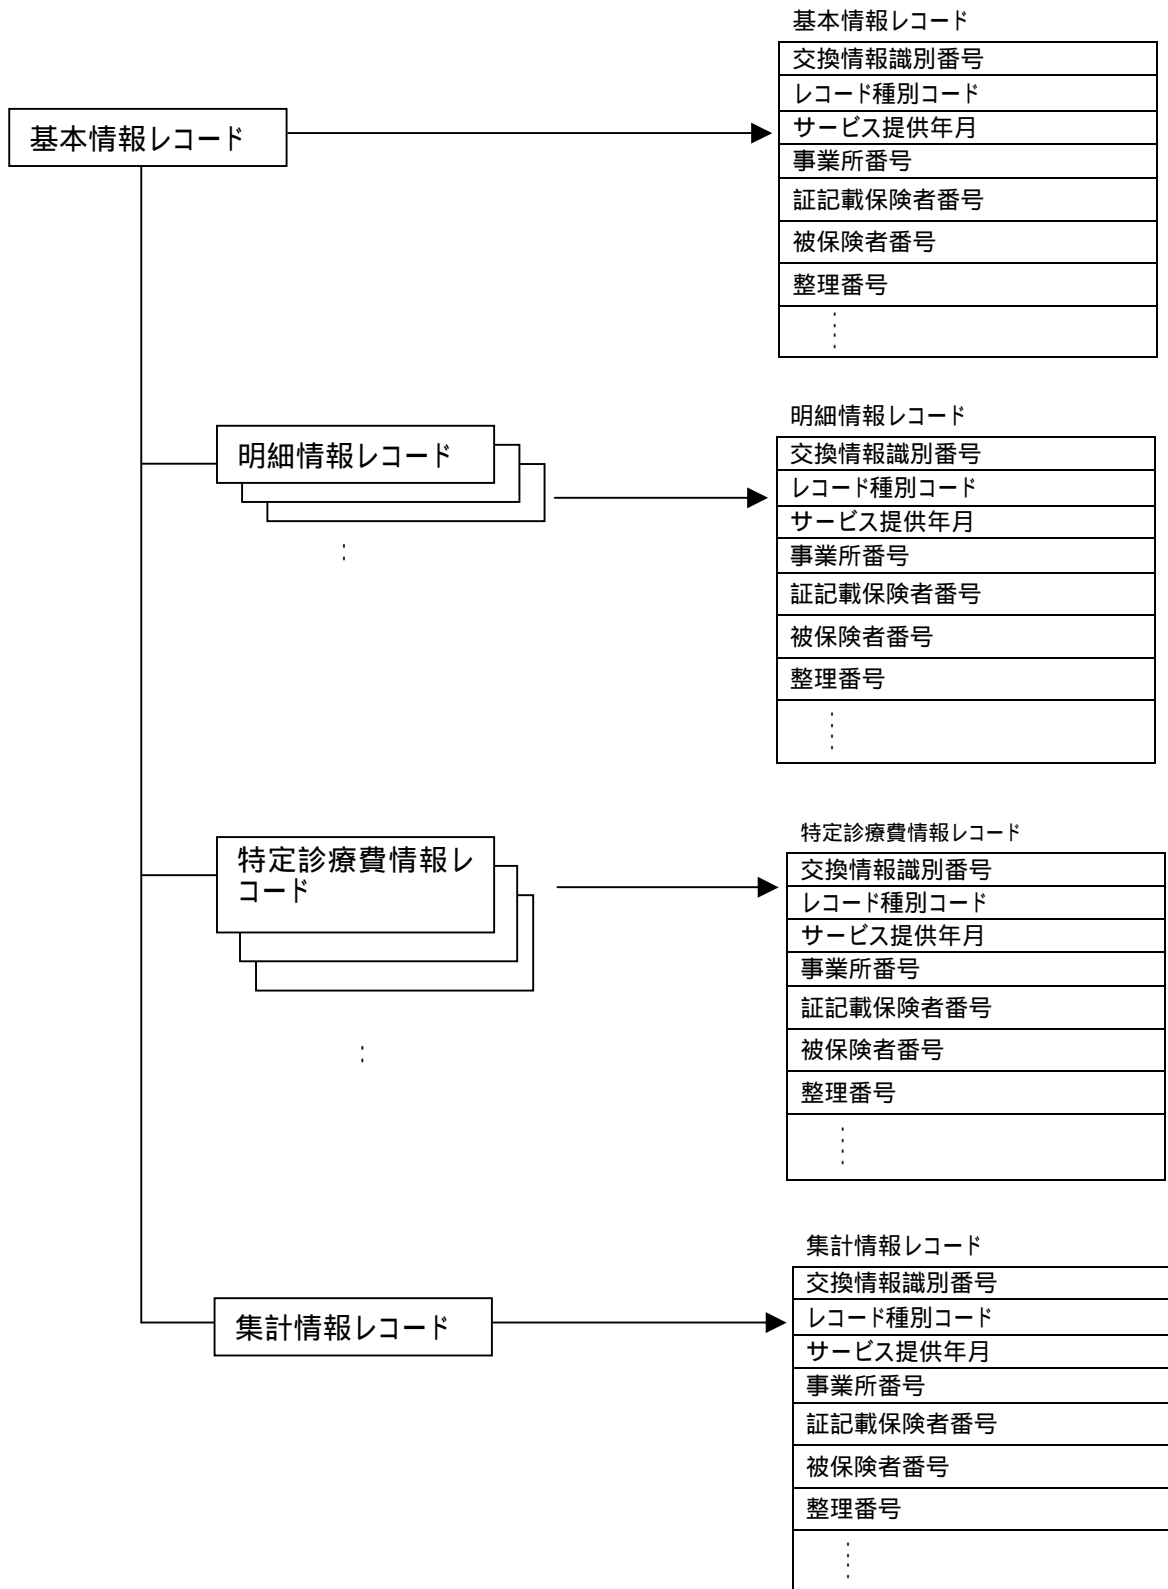 基本情報レコード
基本情報レコード
交換情報識別番号
レコード種別コード
サービス提供年月
事業所番号
証記載保険者番号
被保険者番号
整理番号
明細情報レコード
明細情報レコード
交換情報識別番号
レコード種別コード
サービス提供年月
事業所番号
証記載保険者番号
被保険者番号
整理番号
特定診療費情報レ
コード
特定診療費情報レコード
交換情報識別番号
レコード種別コード
サービス提供年月
事業所番号
証記載保険者番号
被保険者番号
整理番号
集計情報レコード
集計情報レコード
交換情報識別番号
レコード種別コード
サービス提供年月
事業所番号
証記載保険者番号
被保険者番号
整理番号